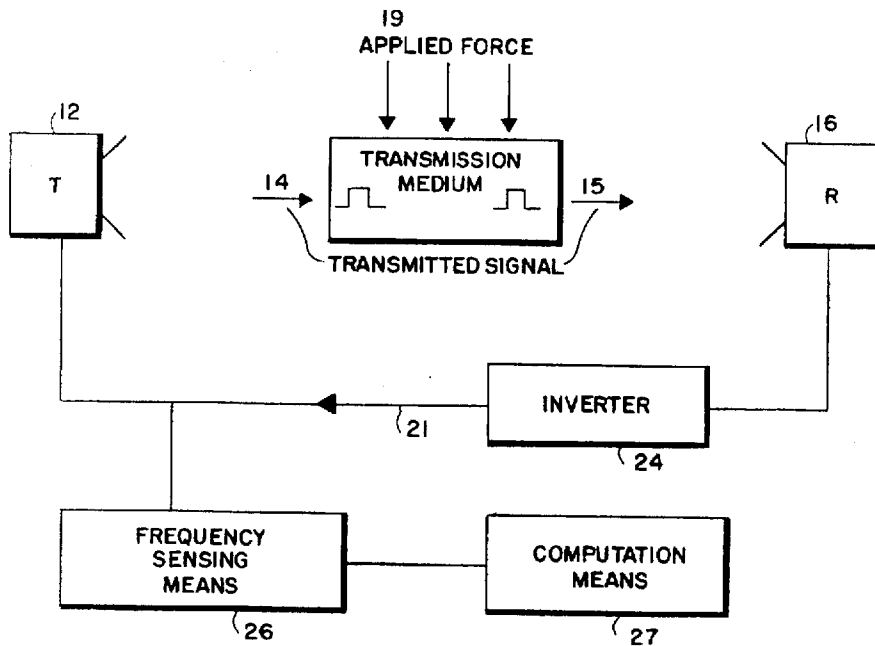 19
APPLIED FORCE
12
T
TRANSMISSION
MEDIUM
14
15
16
R
TRANSMITTED SIGNAL
INVERTER
21
24
FREQUENCY
SENSING
MEANS
26
COMPUTATION
MEANS
27